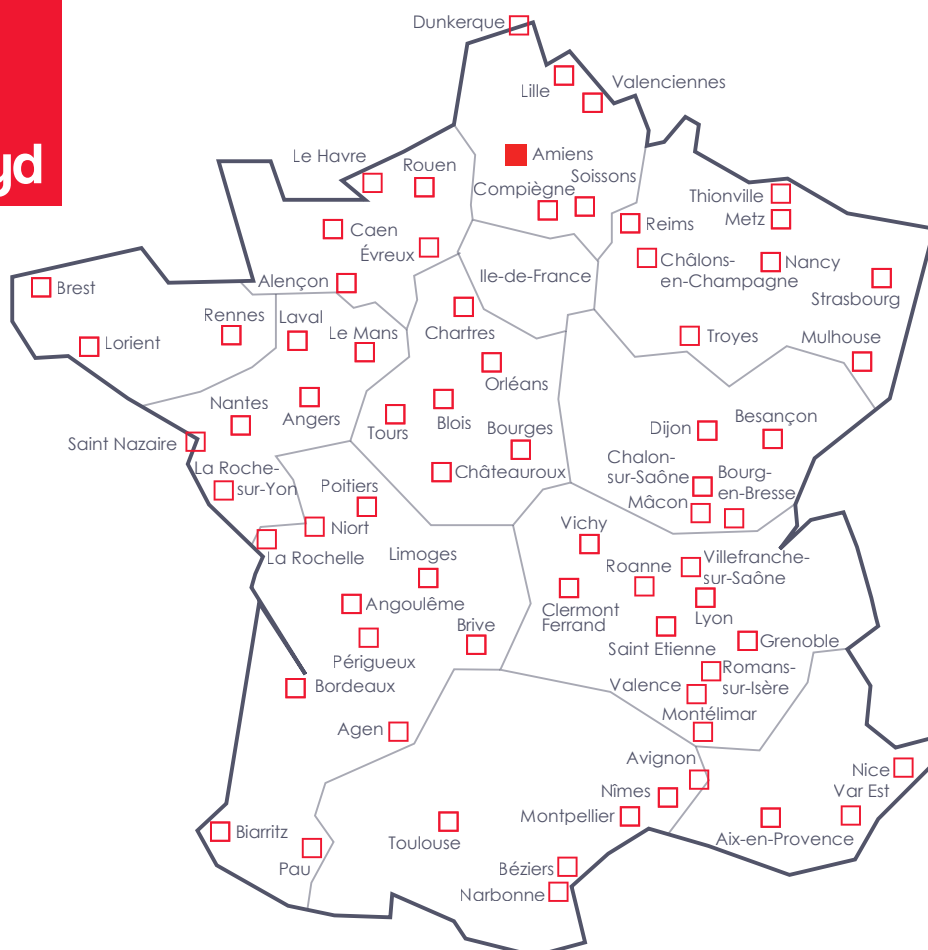 yd
Dunkerque
Lille
Valenciennes
Le Havre
Rouen
Amiens
Soissons
Compiègne
Thionville
Metz
Reims
Caen
Évreux
Châlons-
en-Champagne
Nancy
Strasbourg
Ile-de-France
Alençon
Brest
Rennes
Laval
Le Mans
Chartres
Troyes
Mulhouse
Lorient
Orléans
Nantes
Angers
Tours
Blois
Bourges
Dijon
Besançon
Saint Nazaire
Châteauroux
Chalon-
sur-Saône
Bourg-
en-Bresse
Mâcon
La Roche-
sur-Yon
Poitiers
Niort
La Rochelle
Vichy
Limoges
Roanne
Villefranche-
sur-Saône
Angoulême
Clermont
Ferrand
Lyon
Brive
Saint Etienne
Grenoble
Périgueux
Romans-
sur-Isère
Valence
Bordeaux
Montélimar
Agen
Avignon
Nice
Nîmes
Var Est
Montpellier
Aix-en-Provence
Biarritz
Toulouse
Pau
Béziers
Narbonne